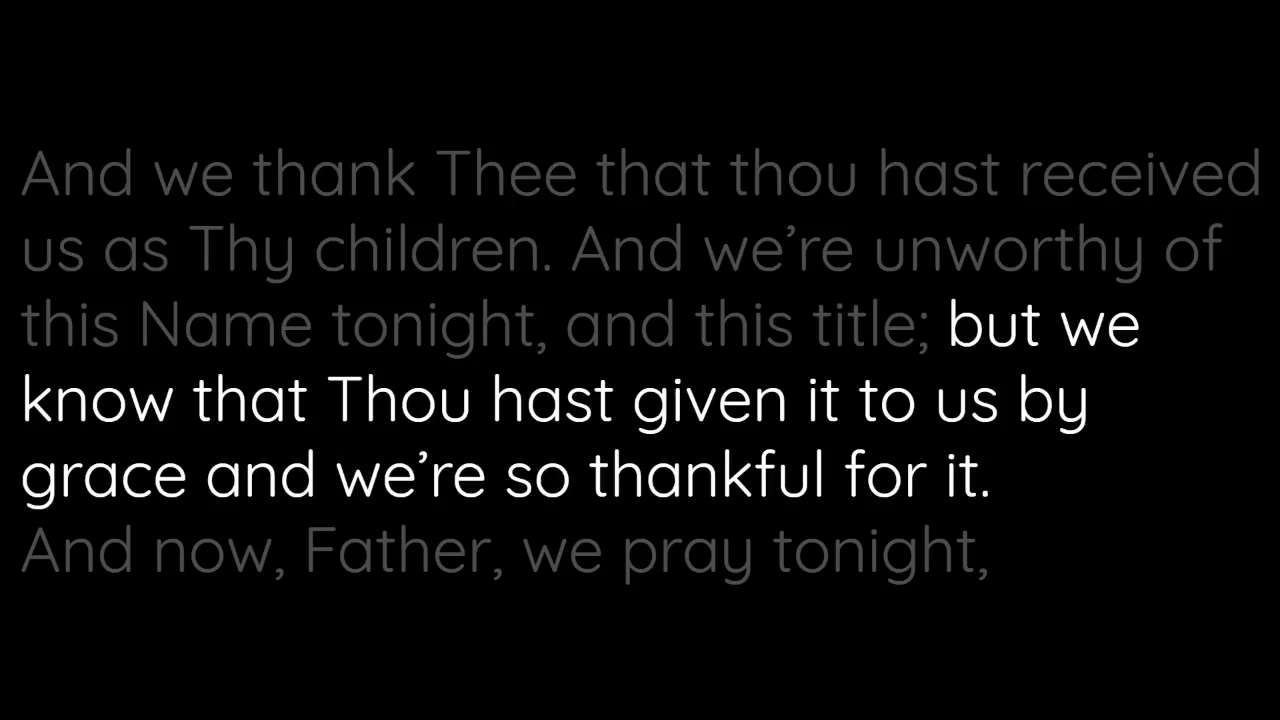 And we thank Thee that thou hast received
us as Thy children. And we’re unworthy of
this Name tonight, and this title; but we
know that Thou hast given it to us by
grace and we’re so thankful for it.
And now, Father, we pray tonight,